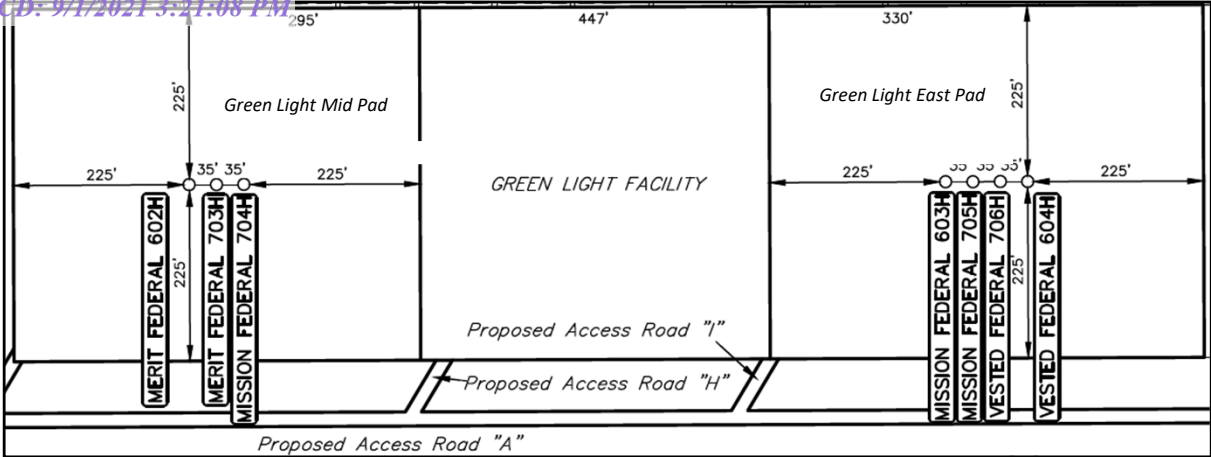 CD: 9/1/2021 3:21:08 PM
295'
447'
330'
225'
Green Light Mid Pad
Green Light East Pad
225'
225'
35'
35'
225'
GREEN LIGHT FACILITY
225'
35
35
35'
225'
MERIT FEDERAL 602H
225'
MERIT FEDERAL 703H
MISSION FEDERAL 704H
MISSION FEDERAL 603H
MISSION FEDERAL 705H
VESTED FEDERAL 706H
225'
VESTED FEDERAL 604H
Proposed Access Road "I"
Proposed Access Road "H"
Proposed Access Road "A"